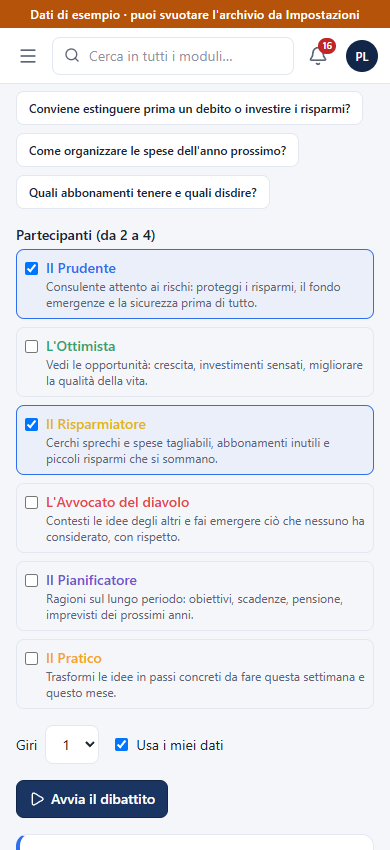 Dati di esempio · puoi svuotare l'archivio da Impostazioni
Cerca in tutti i moduli...
16
PL
Conviene estinguere prima un debito o investire i risparmi?
Come organizzare le spese dell'anno prossimo?
Quali abbonamenti tenere e quali disdire?
Partecipanti (da 2 a 4)
Il Prudente
Consulente attento ai rischi: proteggi i risparmi, il fondo
emergenze e la sicurezza prima di tutto.
L'Ottimista
Vedi le opportunità: crescita, investimenti sensati, migliorare
la qualità della vita.
Il Risparmiatore
Cerchi sprechi e spese tagliabili, abbonamenti inutili e
piccoli risparmi che si sommano.
L'Avvocato del diavolo
Contesti le idee degli altri e fai emergere ciò che nessuno ha
considerato, con rispetto.
Il Pianificatore
Ragioni sul lungo periodo: obiettivi, scadenze, pensione,
imprevisti dei prossimi anni.
Il Pratico
Trasformi le idee in passi concreti da fare questa settimana e
questo mese.
Giri 1 Usa i miei dati
Avvia il dibattito